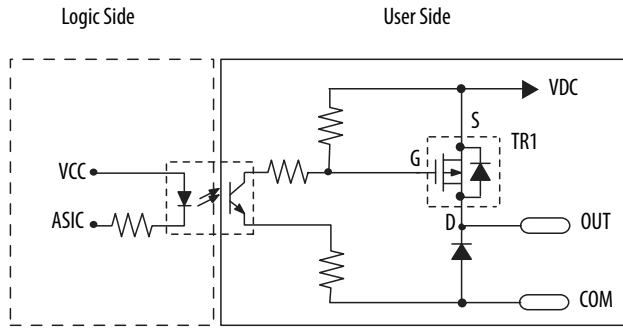 Logic Side
User Side
VDC
S
TR1
G
VCC
ASIC
D
OUT
COM